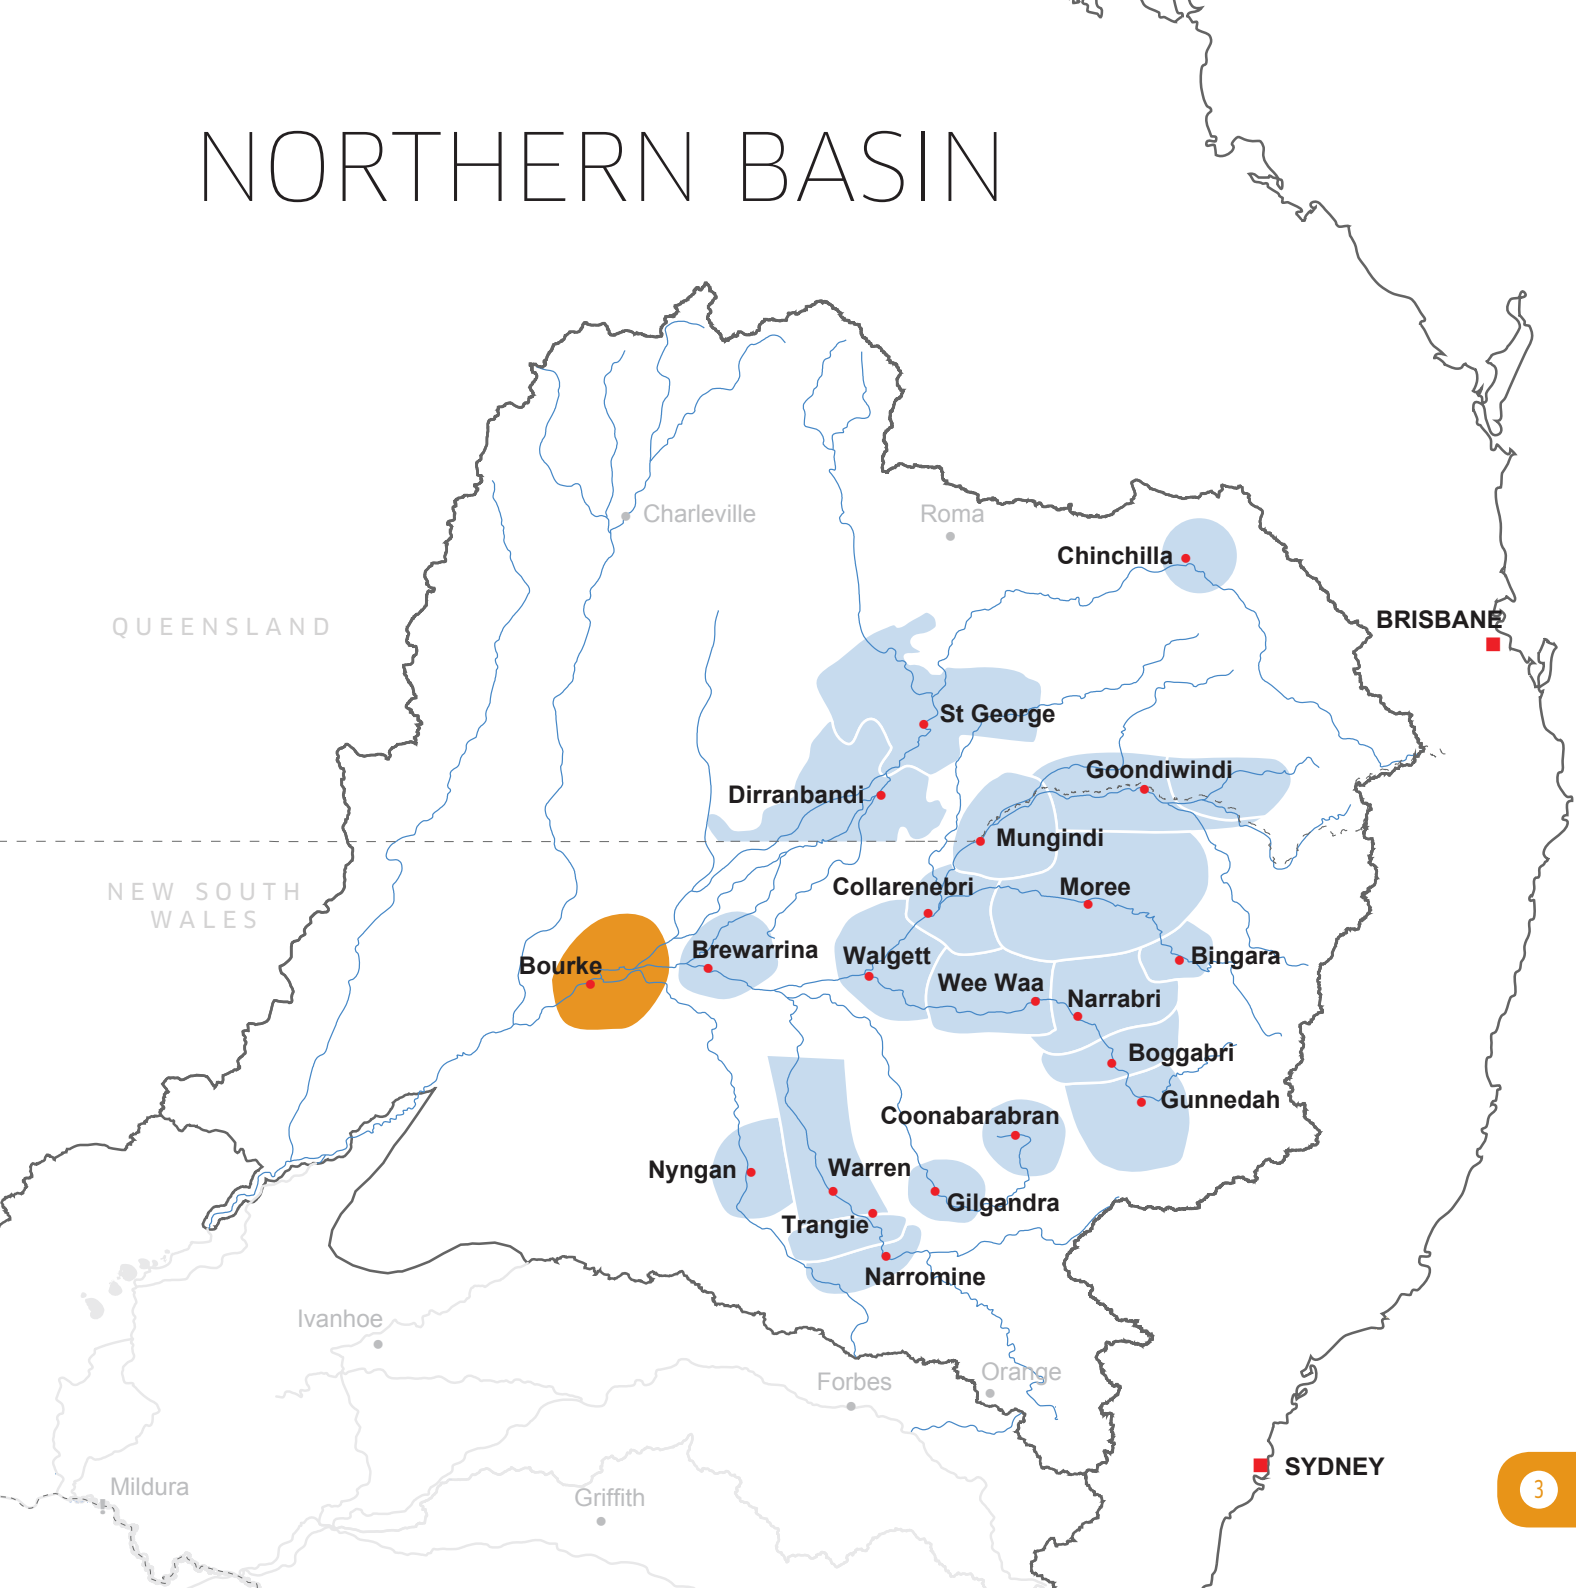 NORTHERN BASIN
Charleville
Roma
Chinchilla
QUEENSLAND
BRISBANE
St George
Goondiwindi
Dirranbandi
Mungindi
NEW SOUTH
WALES
Collarenebri
Moree
Brewarrina
Walgett
Bingara
Bourke
Wee Waa
Narrabri
Boggabri
Gunnedah
Coonabarabran
Nyngan
Warren
Gilgandra
Trangie
Narromine
Ivanhoe
Forbes
Orange
SYDNEY
Mildura
Griffith
3